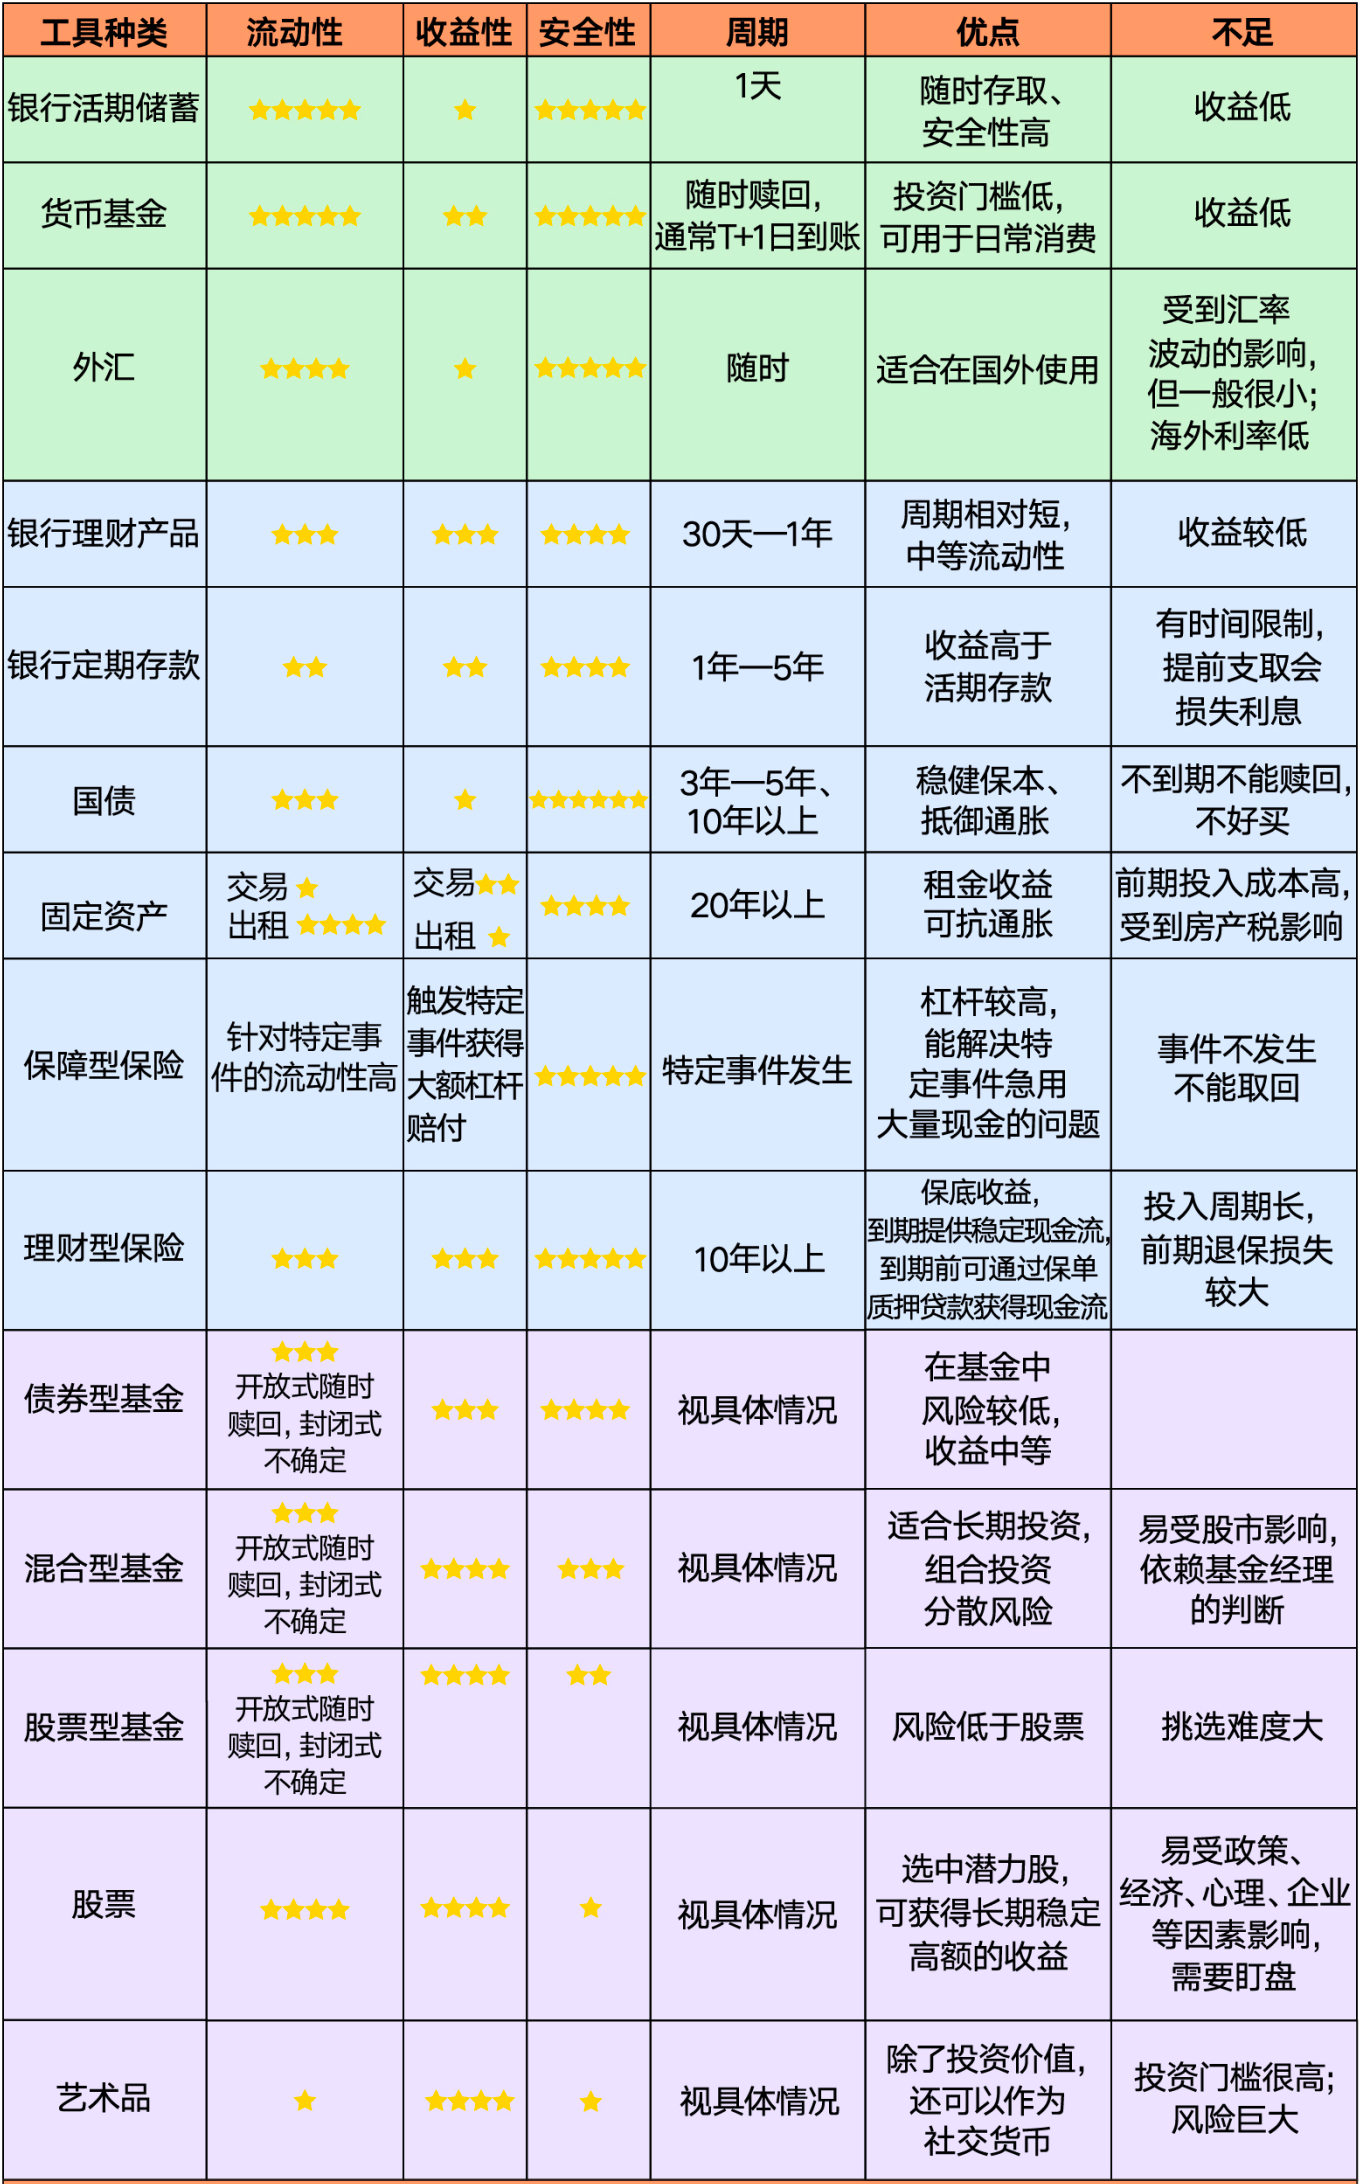 工具种类 流动性 收益性 安全性 周期 优点 不足
银行活期储蓄 ★★★★★ ★ ★★★★★
1天
随时存取、
安全性高
收益低
货币基金 ★★★★★ ★★ ★★★★★
随时赎回,
通常T+1日到账
投资门槛低,
可用于日常消费
收益低
外汇 ★★★★ ★ ★★★★★
随时
适合在国外使用
受到汇率
波动的影响,
但一般很小;
海外利率低
银行理财产品 ★★★ ★★★ ★★★★
30天—1年
周期相对短,
中等流动性
收益较低
银行定期存款 ★★ ★★ ★★★★
1年—5年
收益高于
活期存款
有时间限制,
提前支取会
损失利息
国债 ★★★ ★ ★★★★★★
3年—5年、
10年以上
稳健保本、
抵御通胀
不到期不能赎回,
不好买
固定资产
交易 ★
出租 ★★★★
交易★★
出租 ★
★★★★
20年以上
租金收益
可抗通胀
前期投入成本高,
受到房产税影响
保障型保险
针对特定事
件的流动性高
触发特定
事件获得
大额杠杆
赔付
★★★★★
特定事件发生
杠杆较高,
能解决特
定事件急用
大量现金的问题
事件不发生
不能取回
理财型保险 ★★★ ★★★ ★★★★★
10年以上
保底收益,
到期提供稳定现金流,
到期前可通过保单
质押贷款获得现金流
投入周期长,
前期退保损失
较大
债券型基金
★★★
开放式随时
赎回, 封闭式
不确定
★★★ ★★★★
视具体情况
在基金中
风险较低,
收益中等
混合型基金
★★★
开放式随时
赎回, 封闭式
不确定
★★★★ ★★★
视具体情况
适合长期投资,
组合投资
分散风险
易受股市影响,
依赖基金经理
的判断
股票型基金
★★★
开放式随时
赎回, 封闭式
不确定
★★★★ ★★
视具体情况
风险低于股票
挑选难度大
股票 ★★★★ ★★★★ ★
视具体情况
选中潜力股,
可获得长期稳定
高额的收益
易受政策、
经济、心理、企业
等因素影响,
需要盯盘
艺术品 ★ ★★★★ ★
视具体情况
除了投资价值,
还可以作为
社交货币
投资门槛很高;
风险巨大